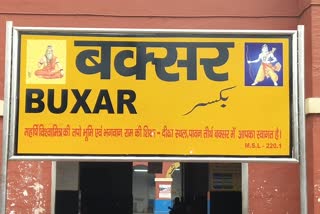 बक्सर
BUXAR بکسر
महर्षि विश्वामित्र की तपो भूमि एवं भगवान राम की शिक्षा - दीक्षा स्थल, पावन तीर्थ बक्सर में आपका स्वागत है।
M.S.L - 220.1